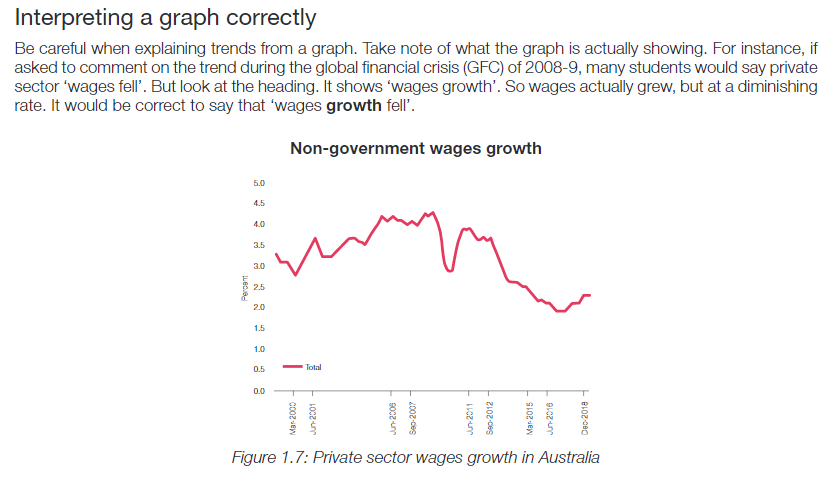 Interpreting a graph correctly
Be careful when explaining trends from a graph. Take note of what the graph is actually showing. For instance, if
asked to comment on the trend during the global financial crisis (GFC) of 2008-9, many students would say private
sector ‘wages fell’. But look at the heading. It shows ‘wages growth’. So wages actually grew, but at a diminishing
rate. It would be correct to say that ‘wages growth fell’.
Non-government wages growth
5.0
4.5
4.0
3.5
3.0
2.5
2.0
1.5
1.0
0.5
0.0
Percent
Total
Mar-2000
Jun-2001
Jun-2006
Sep-2007
Jun-2011
Sep-2012
Mar-2015
Jun-2016
Dec-2018
Figure 1.7: Private sector wages growth in Australia